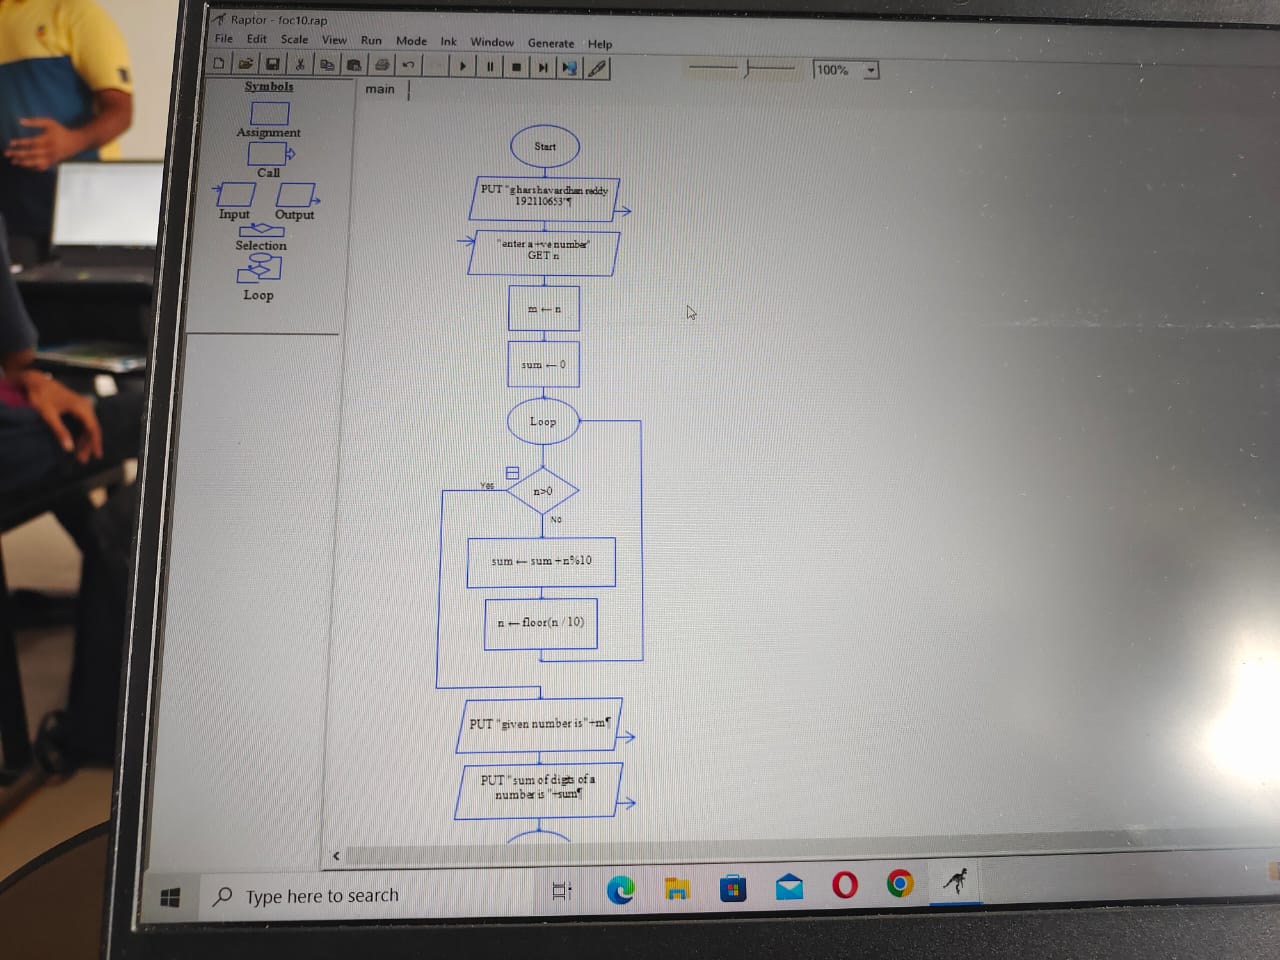 Raptor - foc10.rap
File Edit Scale View Run Mode Ink Window Generate Help
100%
Symbols
Assignment
Call
Input Output
Selection
Loop
main
Start
PUT "g harshavardhan reddy
192110653"¶
"enter a +ve number"
GET n
m ← n
sum ← 0
Loop
Yes
n>0
No
sum ← sum +n%10
n ← floor(n / 10)
PUT "given number is"+m¶
PUT "sum of digits of a
number is "+sum¶
Type here to search